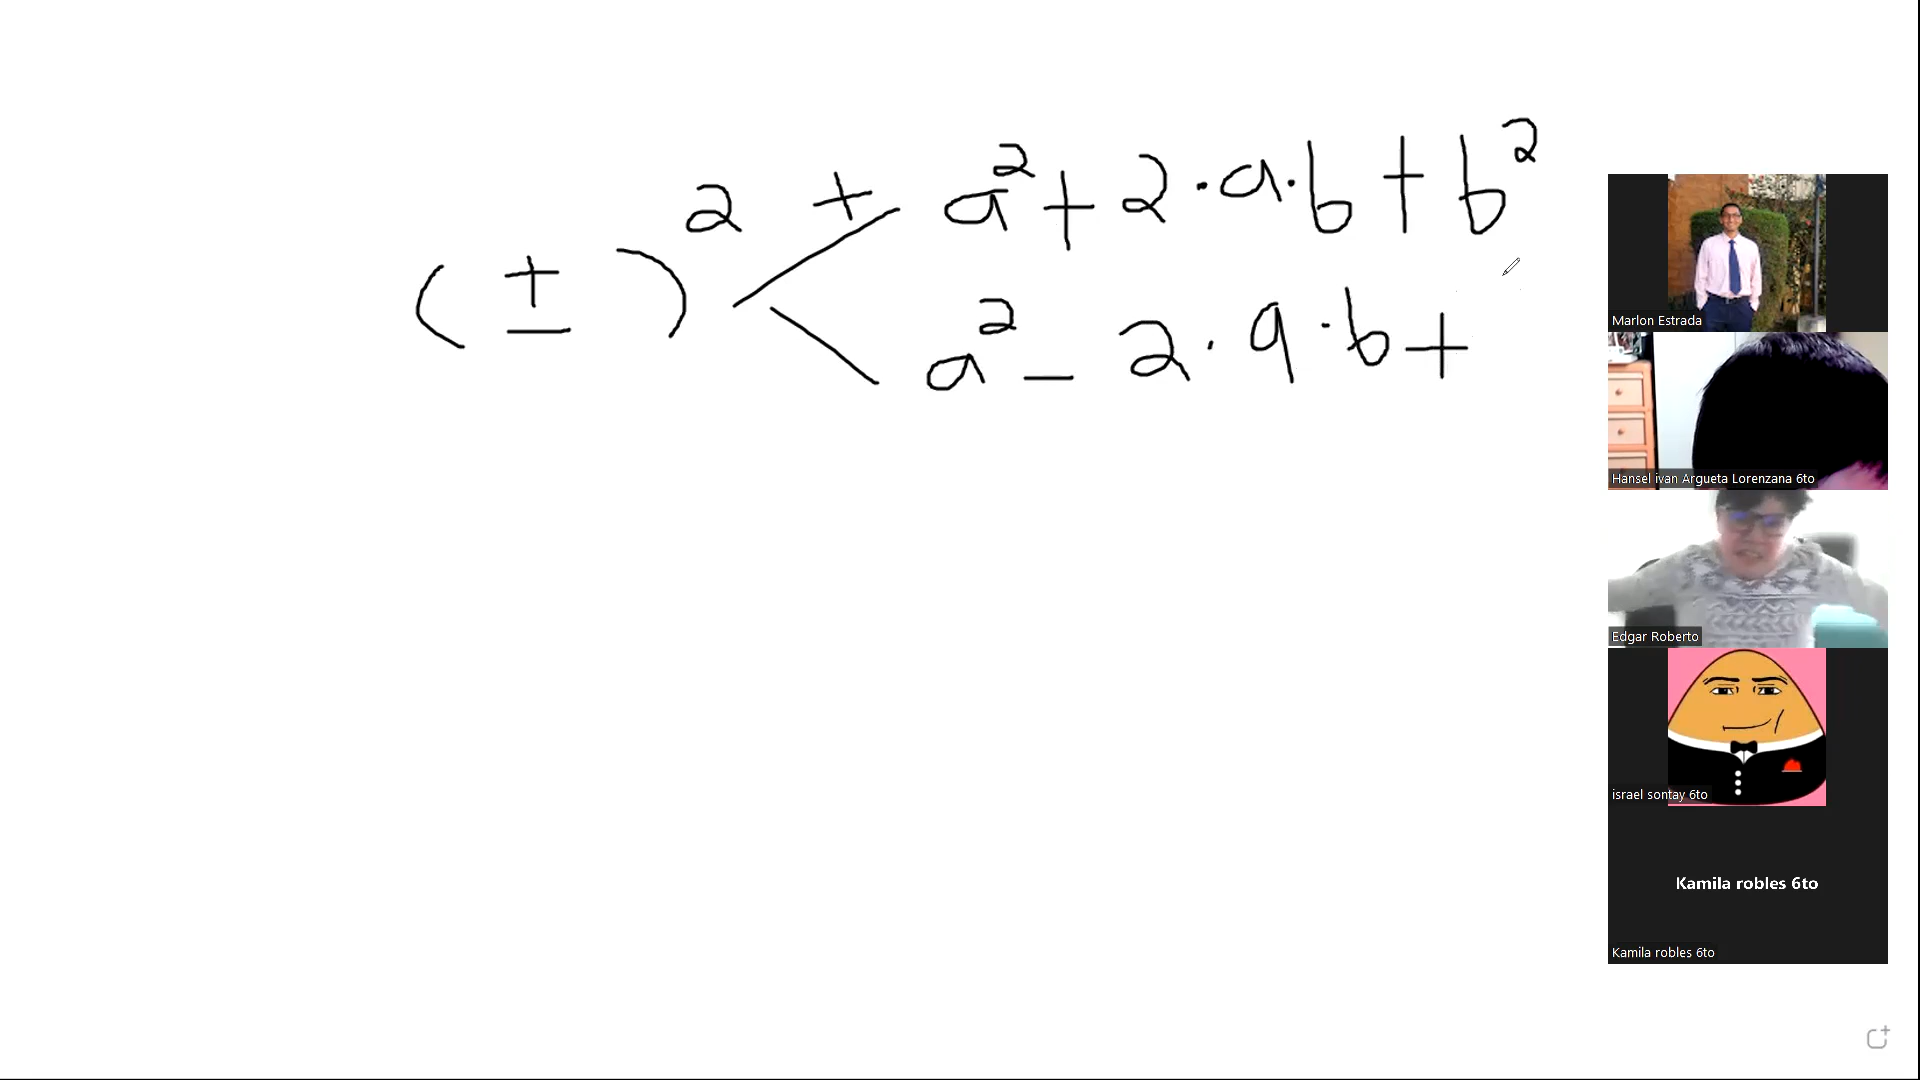 ( ± )² + a² + 2·a·b + b²
a² - 2·a·b +
Marlon Estrada
Hansel ivan Argueta Lorenzana 6to
Edgar Roberto
israel sontay 6to
Kamila robles 6to
Kamila robles 6to